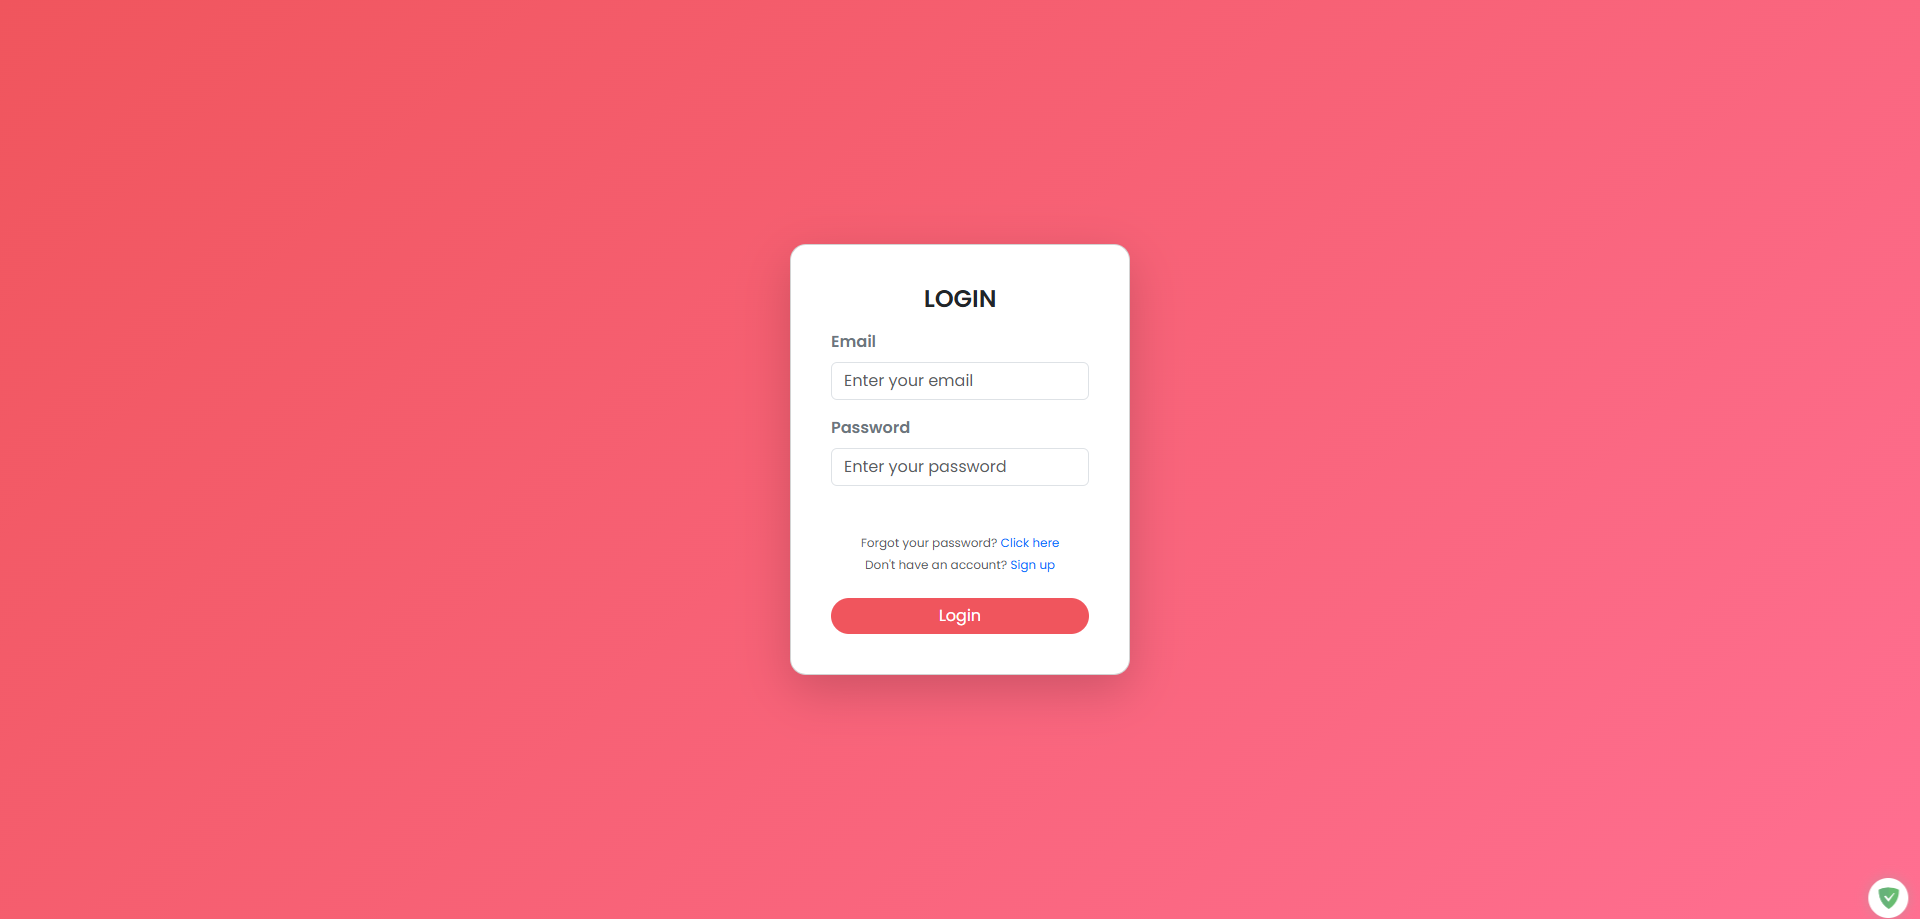 LOGIN
Email
Enter your email
Password
Enter your password
Forgot your password? Click here
Don't have an account? Sign up
Login